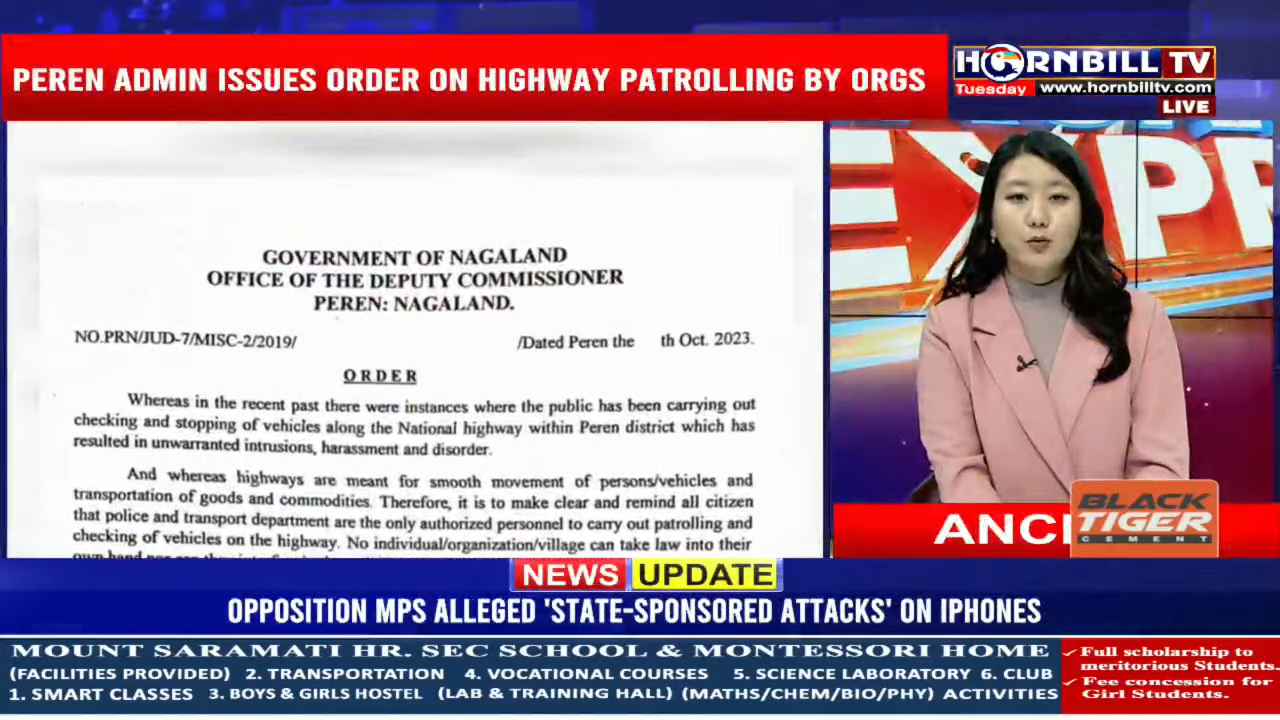 PEREN ADMIN ISSUES ORDER ON HIGHWAY PATROLLING BY ORGS
HORNBILL TV
Tuesday www.hornbilltv.com
LIVE
EXPR
GOVERNMENT OF NAGALAND
OFFICE OF THE DEPUTY COMMISSIONER
PEREN: NAGALAND.
NO.PRN/JUD-7/MISC-2/2019/ /Dated Peren the th Oct. 2023.
ORDER
Whereas in the recent past there were instances where the public has been carrying out
checking and stopping of vehicles along the National highway within Peren district which has
resulted in unwarranted intrusions, harassment and disorder.
And whereas highways are meant for smooth movement of persons/vehicles and
transportation of goods and commodities. Therefore, it is to make clear and remind all citizen
that police and transport department are the only authorized personnel to carry out patrolling and
checking of vehicles on the highway. No individual/organization/village can take law into their
ANCH
BLACK
TIGER
CEMENT
NEWS UPDATE
OPPOSITION MPS ALLEGED 'STATE-SPONSORED ATTACKS' ON IPHONES
MOUNT SARAMATI HR. SEC SCHOOL & MONTESSORI HOME
(FACILITIES PROVIDED) 2. TRANSPORTATION 4. VOCATIONAL COURSES 5. SCIENCE LABORATORY 6. CLUB
1. SMART CLASSES 3. BOYS & GIRLS HOSTEL (LAB & TRAINING HALL) (MATHS/CHEM/BIO/PHY) ACTIVITIES
Full scholarship to
meritorious Students.
Fee concession for
Girl Students.